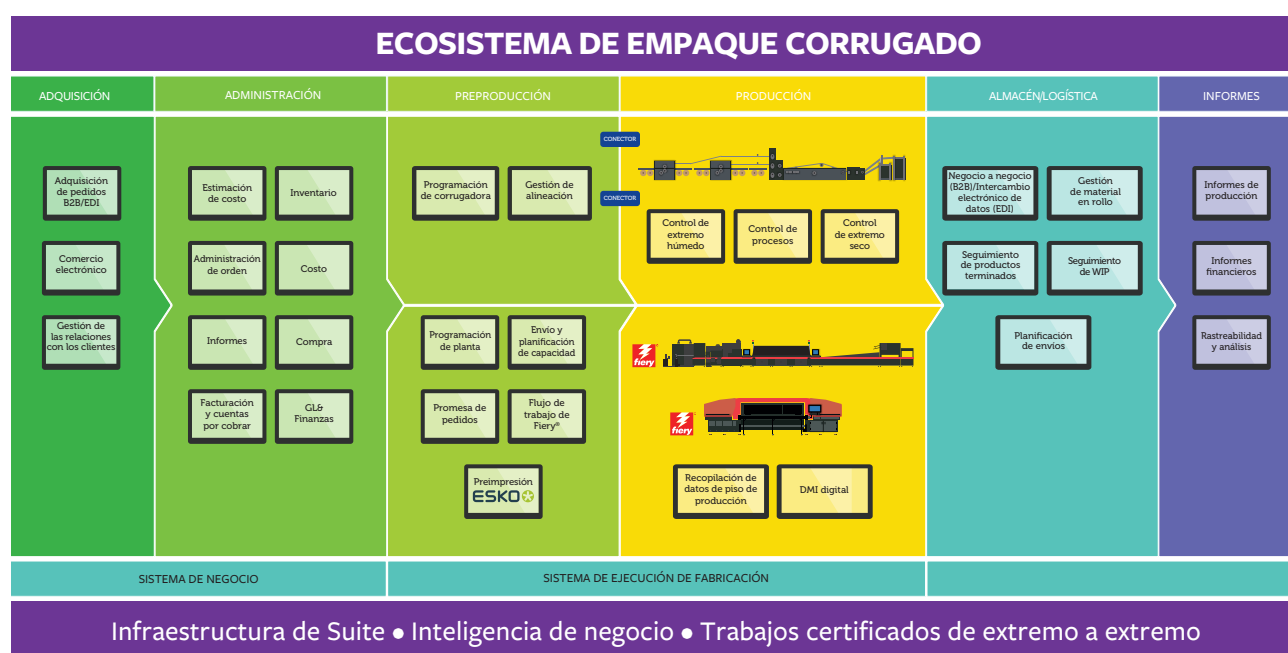 ECOSISTEMA DE EMPAQUE CORRUGADO
ADQUISICIÓN
ADMINISTRACIÓN
PREPRODUCCIÓN
PRODUCCIÓN
ALMACÉN/LOGÍSTICA
INFORMES
Adquisición
de pedidos
B2B/EDI
Comercio
electrónico
Gestión de
las relaciones
con los clientes
Estimación
de costo
Inventario
Administración
de orden
Costo
Informes
Compra
Facturación
y cuentas
por cobrar
GL&
Finanzas
Programación
de corrugadora
Gestión de
alineación
Programación
de planta
Envio y
planificación
de capacidad
Promesa de
pedidos
Flujo de
trabajo de
Fiery®
Preimpresión
ESKO
CONECTOR
CONECTOR
Control de
extremo
húmedo
Control de
procesos
Control
de extremo
seco
fiery
fiery
Recopilación de
datos de piso de
producción
DMI digital
Negocio a negocio
(B2B)/Intercambio
electrónico de
datos (EDI)
Gestión
de material
en rollo
Seguimiento
de productos
terminados
Seguimiento
de WIP
Planificación
de envíos
Informes de
producción
Informes
financieros
Rastreabilidad
y análisis
SISTEMA DE NEGOCIO
SISTEMA DE EJECUCIÓN DE FABRICACIÓN
Infraestructura de Suite ● Inteligencia de negocio ● Trabajos certificados de extremo a extremo